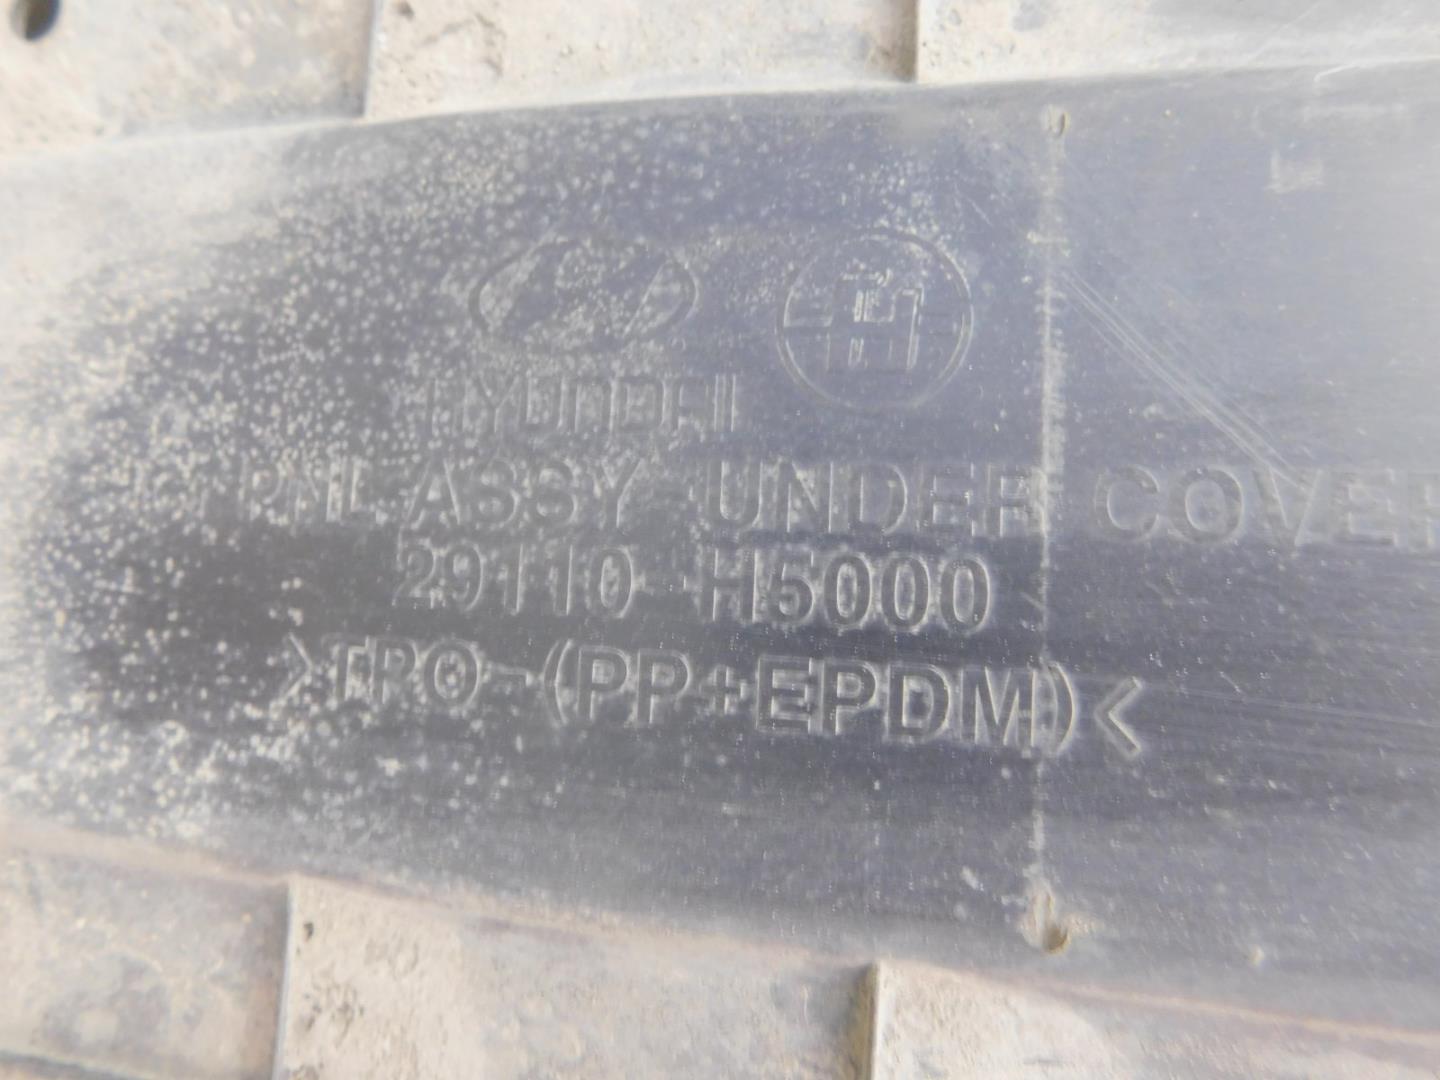 H
HYUNDAI
PNL ASSY-UNDER COVER
29110-H5000
>TPO-(PP+EPDM)<